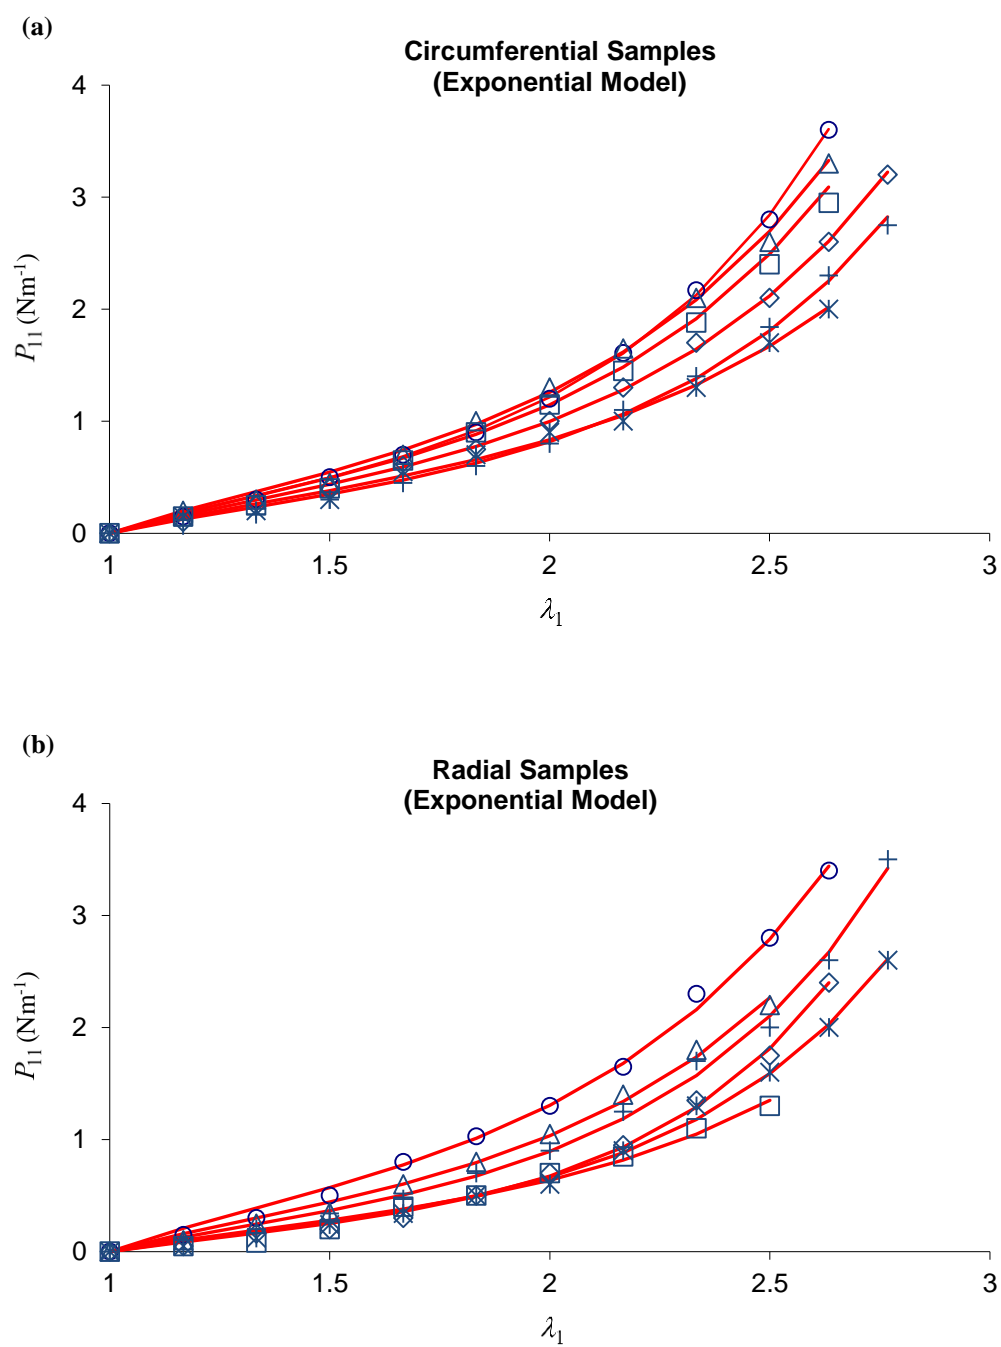 (a)
Circumferential Samples
(Exponential Model)
4
3
2
1
0
P11 (Nm-1)
1
1.5
2
2.5
3
λ1
(b)
Radial Samples
(Exponential Model)
4
3
2
1
0
P11 (Nm-1)
1
1.5
2
2.5
3
λ1